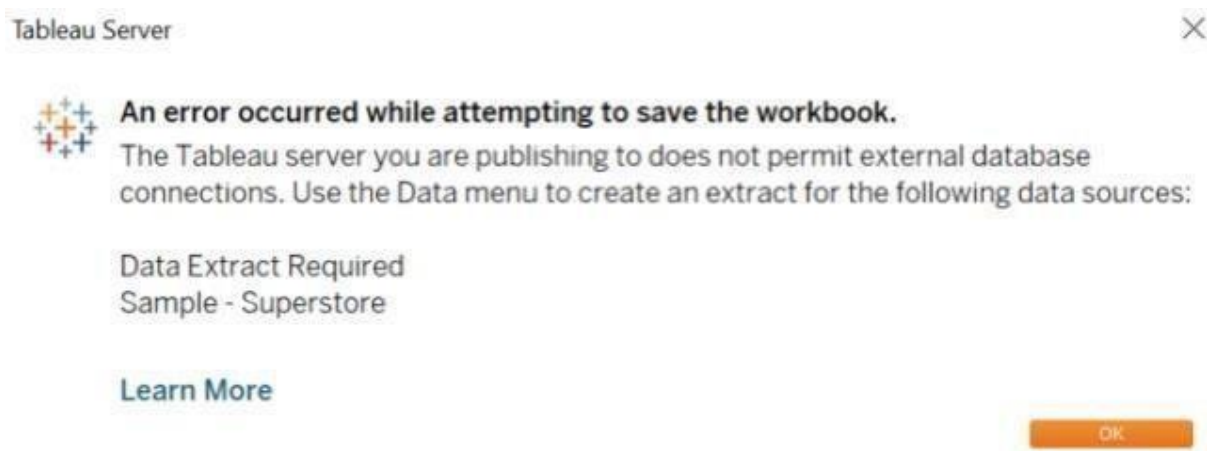 Tableau Server
An error occurred while attempting to save the workbook.
The Tableau server you are publishing to does not permit external database
connections. Use the Data menu to create an extract for the following data sources:
Data Extract Required
Sample - Superstore
Learn More
OK